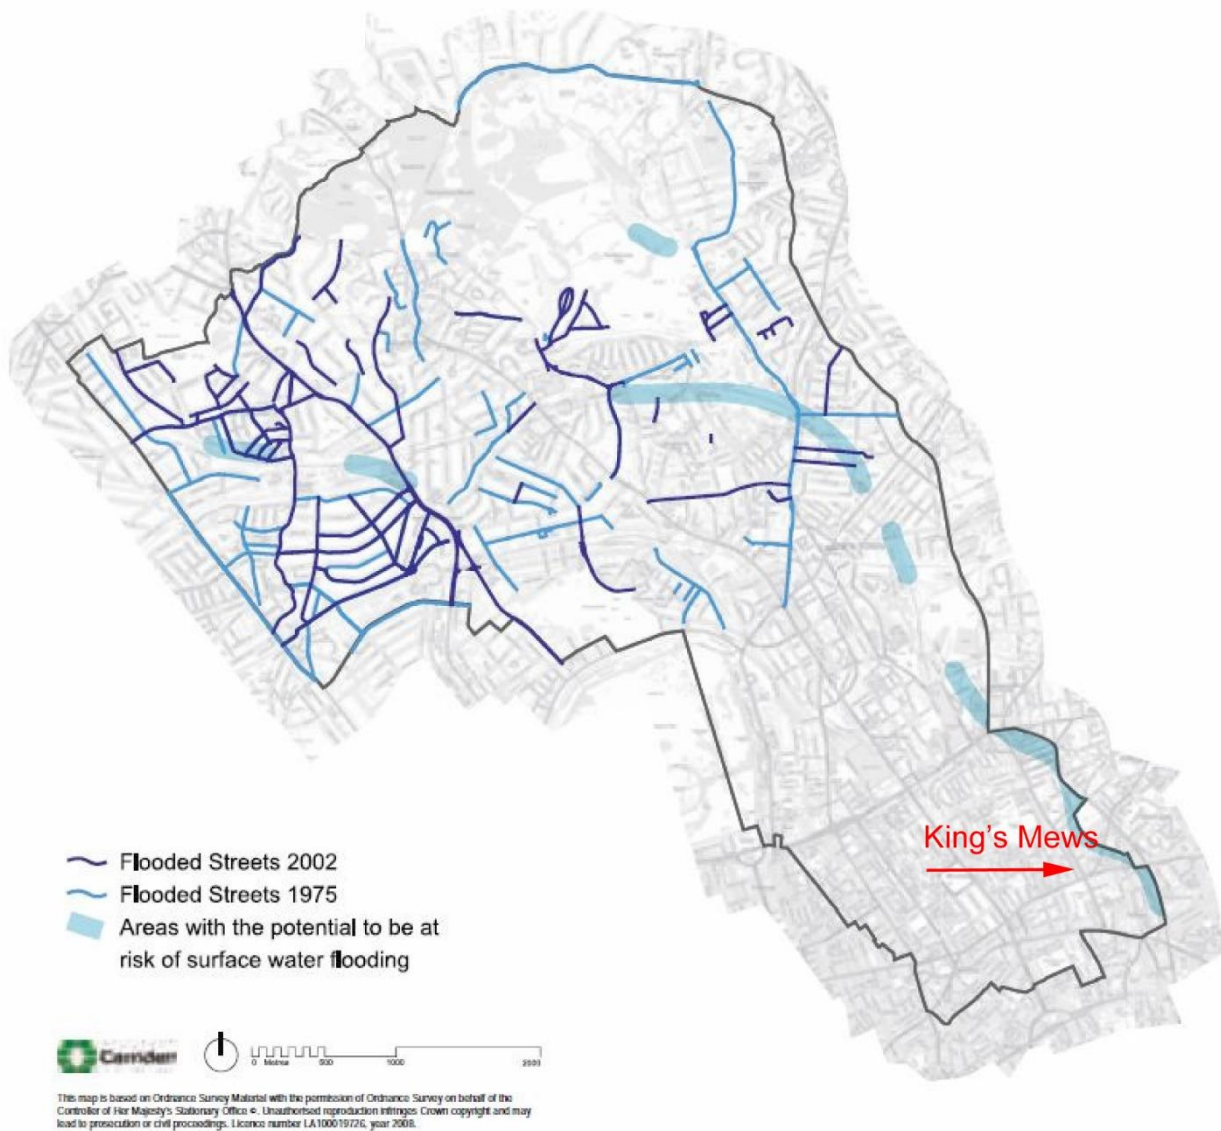 King's Mews
Flooded Streets 2002
Flooded Streets 1975
Areas with the potential to be at
risk of surface water flooding
Camden
0 Metres 500 1000 2000
This map is based on Ordnance Survey Material with the permission of Ordnance Survey on behalf of the
Controller of Her Majesty's Stationary Office ©. Unauthorised reproduction infringes Crown copyright and may
lead to prosecution or civil proceedings. Licence number LA100019726, year 2008.